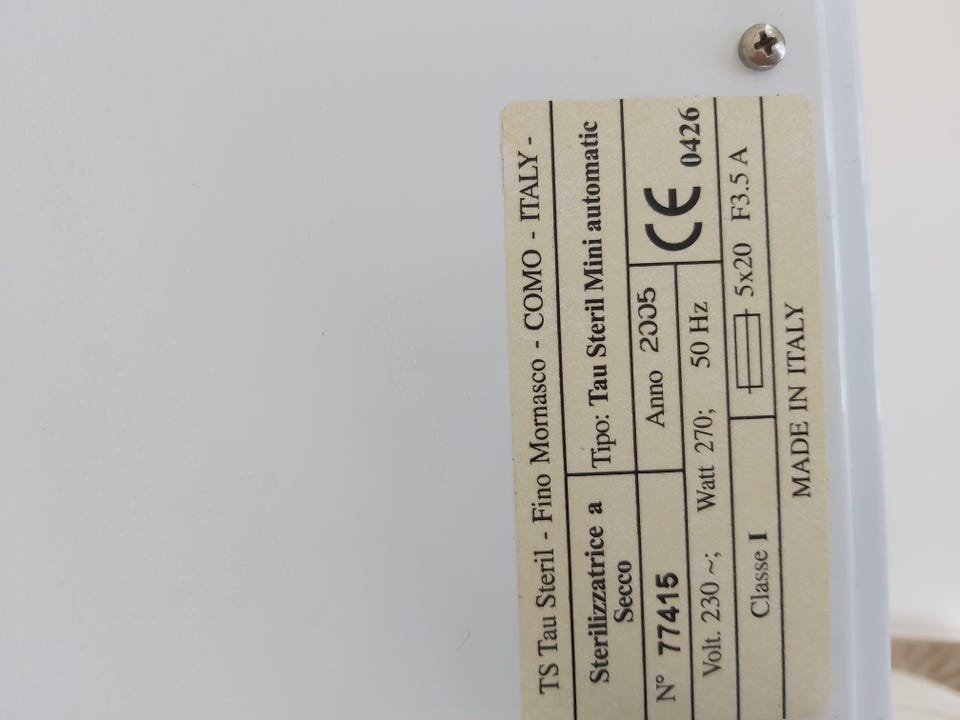 TS Tau Steril - Fino Mornasco - COMO - ITALY -
Sterilizzatrice a
Secco
Tipo: Tau Steril Mini automatic
N° 77415
Anno 2005
CE 0426
Volt. 230 ~; Watt 270; 50 Hz
Classe I
5x20 F3.5 A
MADE IN ITALY